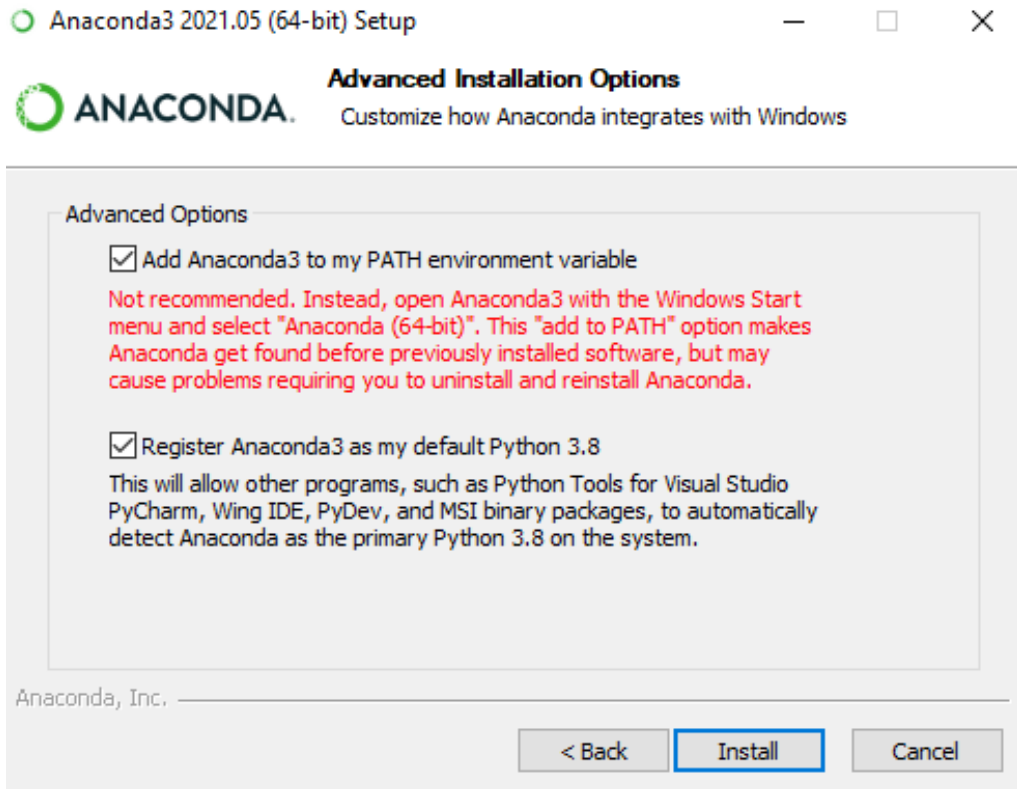 Anaconda3 2021.05 (64-bit) Setup
ANACONDA.
Advanced Installation Options
Customize how Anaconda integrates with Windows
Advanced Options
Add Anaconda3 to my PATH environment variable
Not recommended. Instead, open Anaconda3 with the Windows Start
menu and select "Anaconda (64-bit)". This "add to PATH" option makes
Anaconda get found before previously installed software, but may
cause problems requiring you to uninstall and reinstall Anaconda.
Register Anaconda3 as my default Python 3.8
This will allow other programs, such as Python Tools for Visual Studio
PyCharm, Wing IDE, PyDev, and MSI binary packages, to automatically
detect Anaconda as the primary Python 3.8 on the system.
Anaconda, Inc.
< Back
Install
Cancel